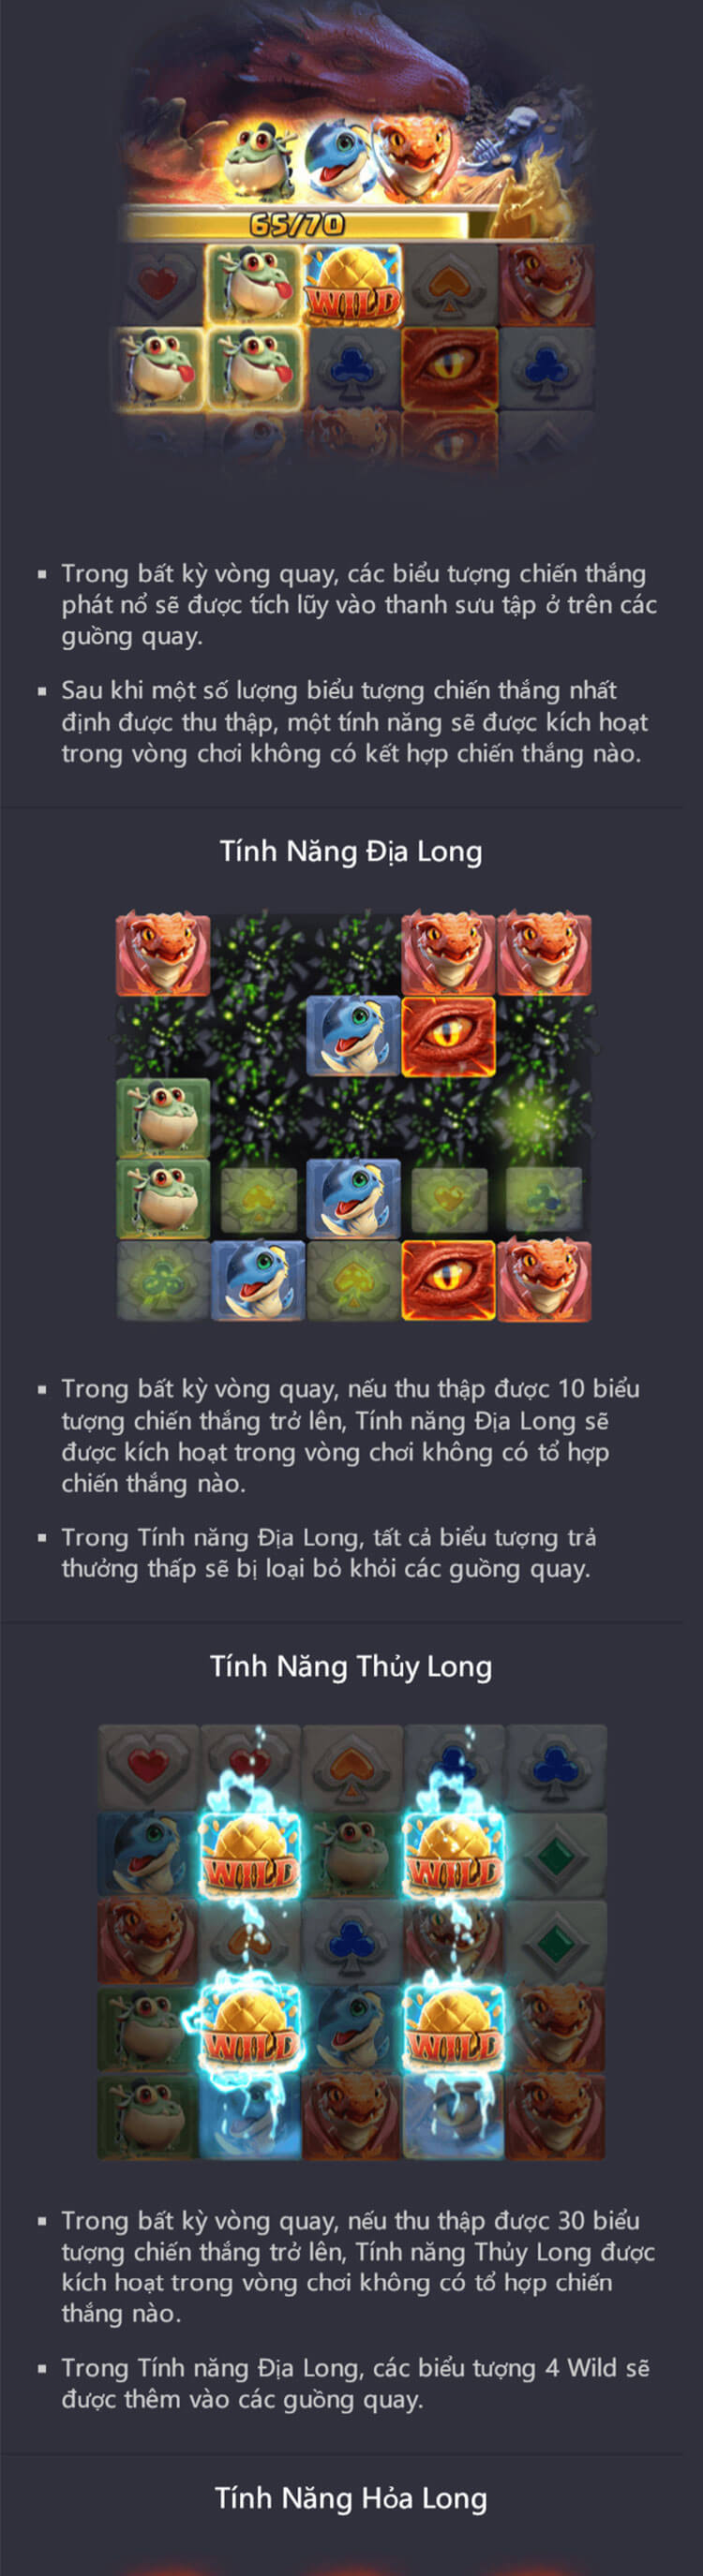 65/70
WILD
Trong bất kỳ vòng quay, các biểu tượng chiến thắng
phát nổ sẽ được tích lũy vào thanh sưu tập ở trên các
guồng quay.
Sau khi một số lượng biểu tượng chiến thắng nhất
định được thu thập, một tính năng sẽ được kích hoạt
trong vòng chơi không có kết hợp chiến thắng nào.
Tính Năng Địa Long
Trong bất kỳ vòng quay, nếu thu thập được 10 biểu
tượng chiến thắng trở lên, Tính năng Địa Long sẽ
được kích hoạt trong vòng chơi không có tổ hợp
chiến thắng nào.
Trong Tính năng Địa Long, tất cả biểu tượng trả
thưởng thấp sẽ bị loại bỏ khỏi các guồng quay.
Tính Năng Thủy Long
WILD WILD
WILD WILD
Trong bất kỳ vòng quay, nếu thu thập được 30 biểu
tượng chiến thắng trở lên, Tính năng Thủy Long được
kích hoạt trong vòng chơi không có tổ hợp chiến
thắng nào.
Trong Tính năng Địa Long, các biểu tượng 4 Wild sẽ
được thêm vào các guồng quay.
Tính Năng Hỏa Long